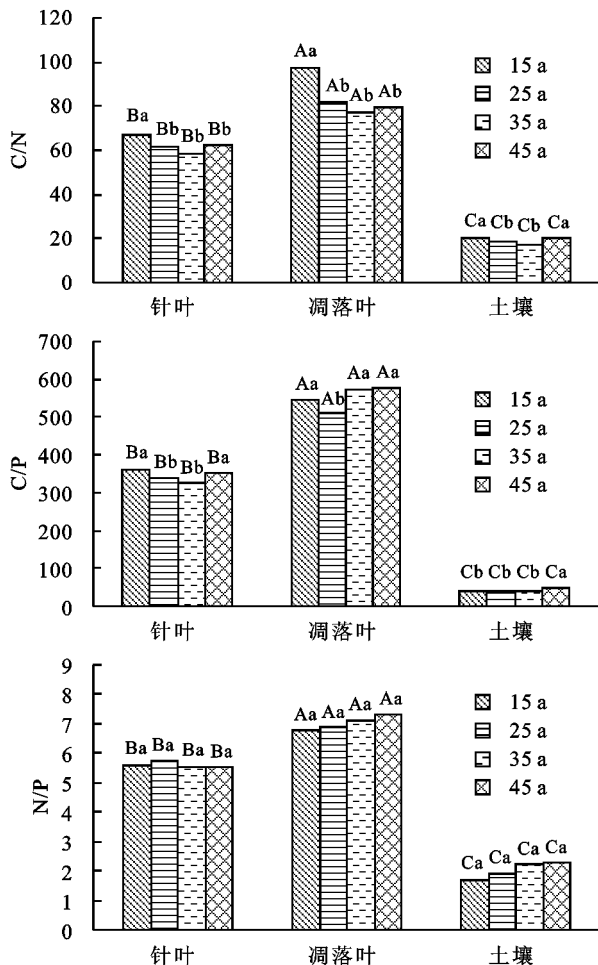 120
100
80
60
40
20
0
C/N
Ba Bb Bb Bb
Aa Ab Ab Ab
Ca Cb Cb Ca
15 a
25 a
35 a
45 a
针叶 凋落叶 土壤
700
600
500
400
300
200
100
0
C/P
Ba Bb Bb Ba
Aa Ab Aa Aa
Cb Cb Cb Ca
15 a
25 a
35 a
45 a
针叶 凋落叶 土壤
9
8
7
6
5
4
3
2
1
0
N/P
Ba Ba Ba Ba
Aa Aa Aa Aa
Ca Ca Ca Ca
15 a
25 a
35 a
45 a
针叶 凋落叶 土壤